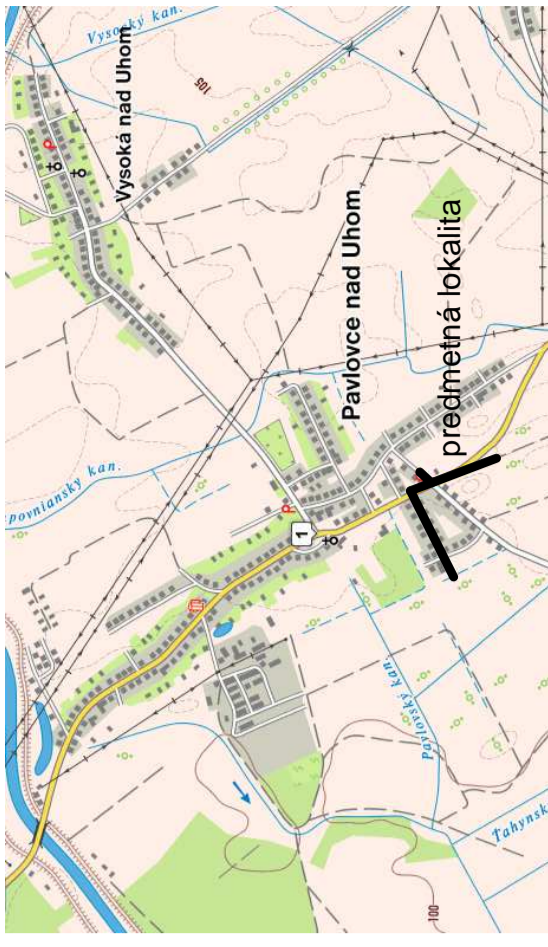 Vysoký kan.
Vysoká nad Uhom
105
Pavlovce nad Uhom
predmetná lokalita
povniansky kan.
1
Pavlovský kan.
Ťahynsk
100